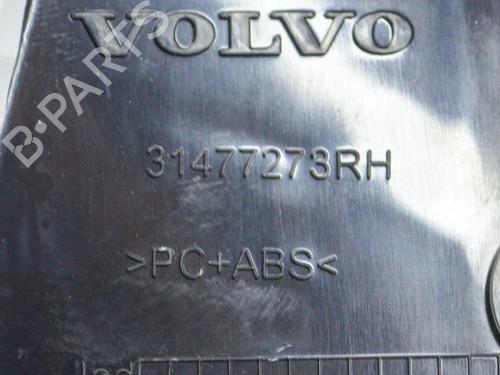 VOLVO
B-PARTS
31477273RH
>PC+ABS<